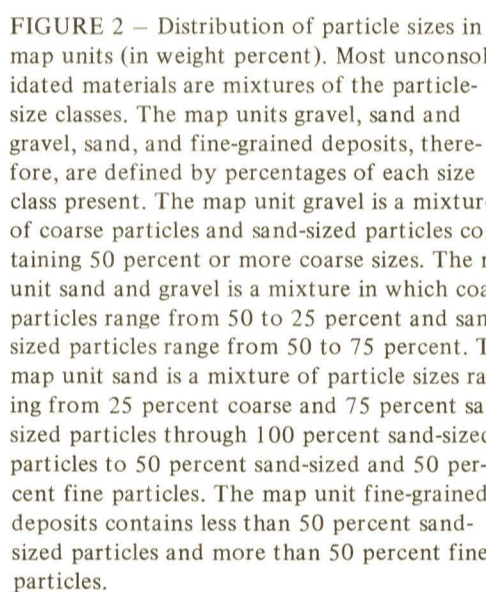 FIGURE 2 — Distribution of particle sizes in
map units (in weight percent). Most unconsol
idated materials are mixtures of the particle-
size classes. The map units gravel, sand and
gravel, sand, and fine-grained deposits, there-
fore, are defined by percentages of each size
class present. The map unit gravel is a mixtur
of coarse particles and sand-sized particles co
taining 50 percent or more coarse sizes. The
unit sand and gravel is a mixture in which coa
particles range from 50 to 25 percent and san
sized particles range from 50 to 75 percent. T
map unit sand is a mixture of particle sizes ra
ing from 25 percent coarse and 75 percent sa
sized particles through 100 percent sand-sized
particles to 50 percent sand-sized and 50 per-
cent fine particles. The map unit fine-grained
deposits contains less than 50 percent sand-
sized particles and more than 50 percent fine
particles.